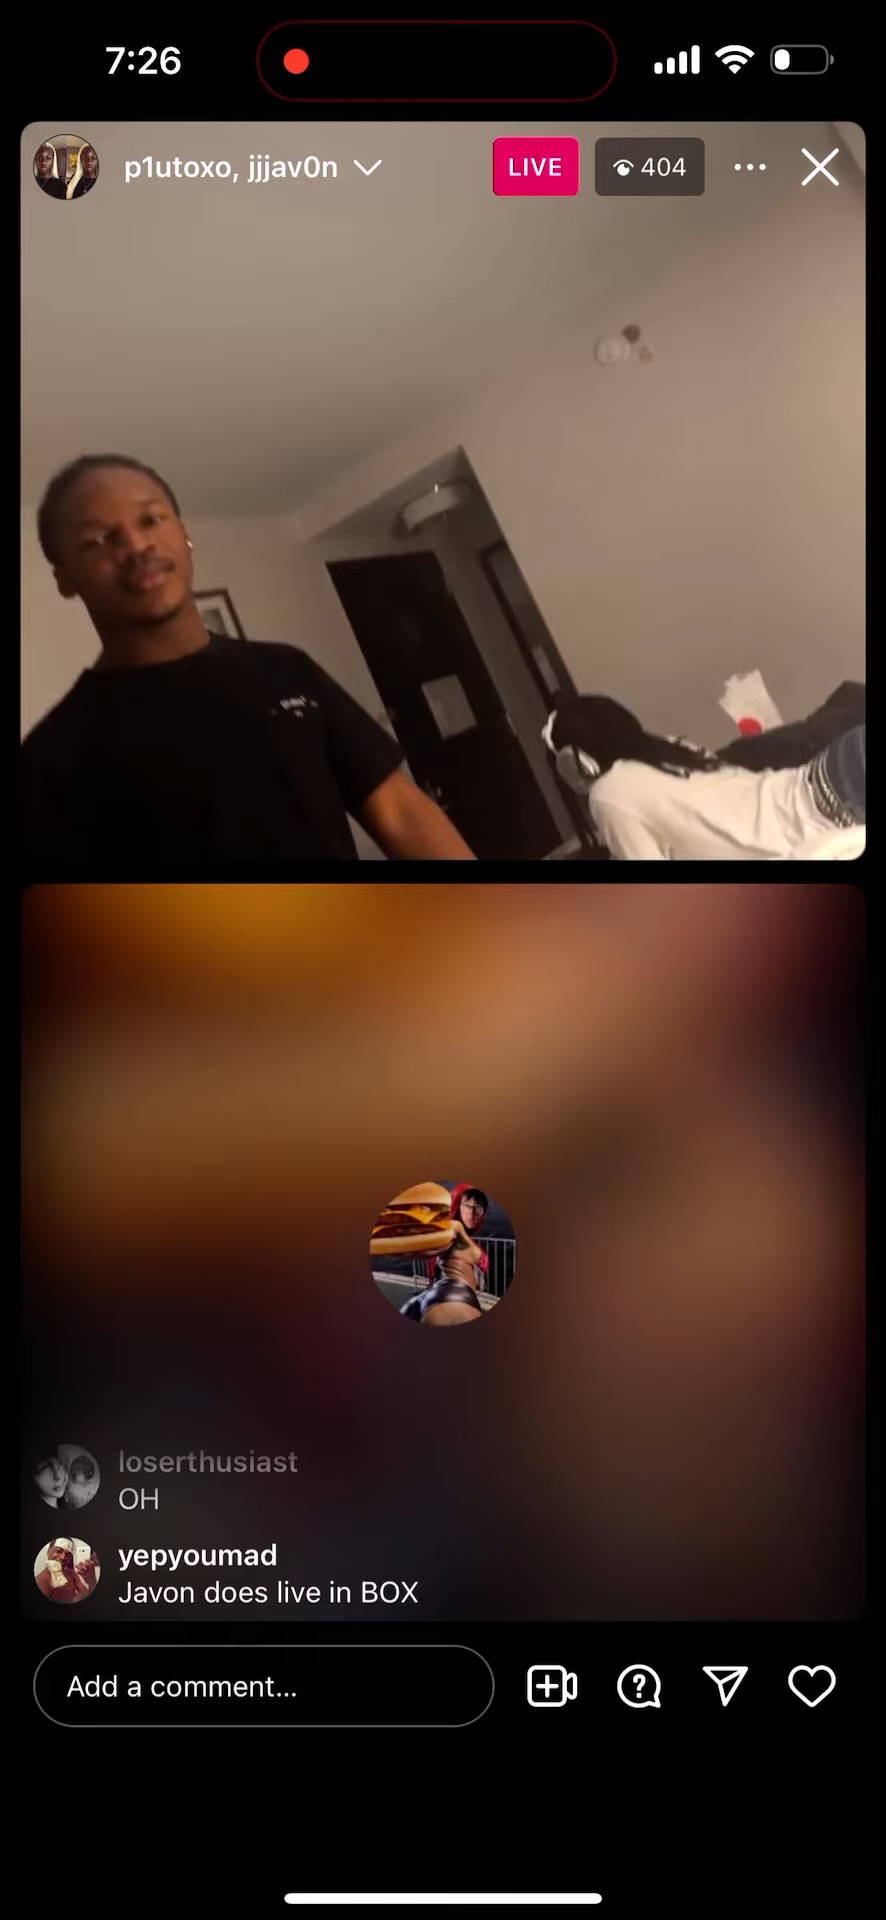 7:26
p1utoxo, jjjav0n
LIVE
404
loserthusiast
OH
yepyoumad
Javon does live in BOX
Add a comment...